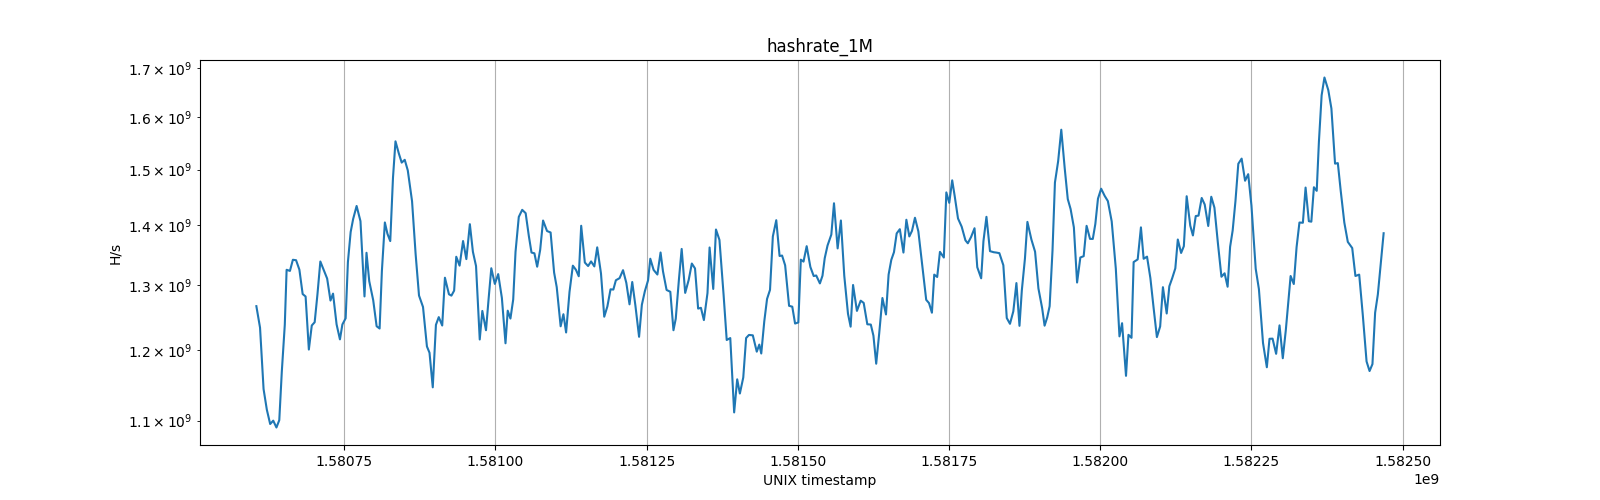 hashrate_1M
H/s
1.7 × 10⁹
1.6 × 10⁹
1.5 × 10⁹
1.4 × 10⁹
1.3 × 10⁹
1.2 × 10⁹
1.1 × 10⁹
1.58075 1.58100 1.58125 1.58150 1.58175 1.58200 1.58225 1.58250
UNIX timestamp
1e9